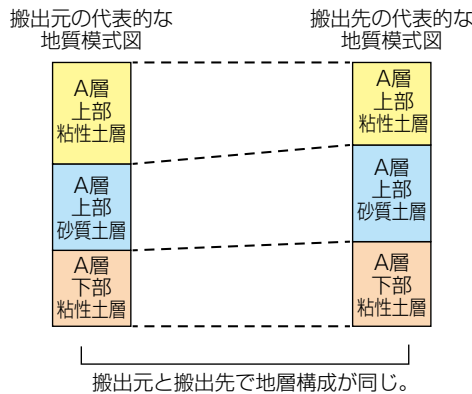 搬出元の代表的な
地質模式図
搬出先の代表的な
地質模式図
A層
上部
粘性土層
A層
上部
砂質土層
A層
下部
粘性土層
A層
上部
粘性土層
A層
上部
砂質土層
A層
下部
粘性土層
搬出元と搬出先で地層構成が同じ。